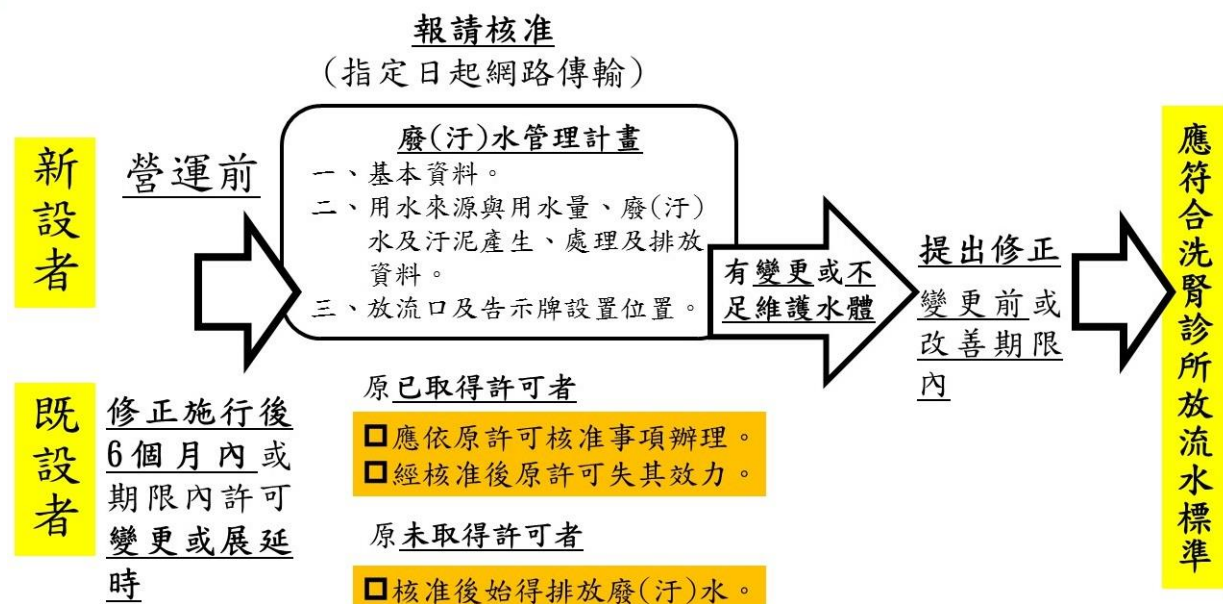 報請核准
(指定日起網路傳輸)
新設者
營運前
廢(汙)水管理計畫
一、基本資料。
二、用水來源與用水量、廢(汙)
水及汙泥產生、處理及排放
資料。
三、放流口及告示牌設置位置。
有變更或不
足維護水體
提出修正
變更前或
改善期限
內
應符合洗腎診所放流水標準
既設者
修正施行後
6個月內或
期限內許可
變更或展延
時
原已取得許可者
應依原許可核准事項辦理。
經核准後原許可失其效力。
原未取得許可者
核准後始得排放廢(汙)水。